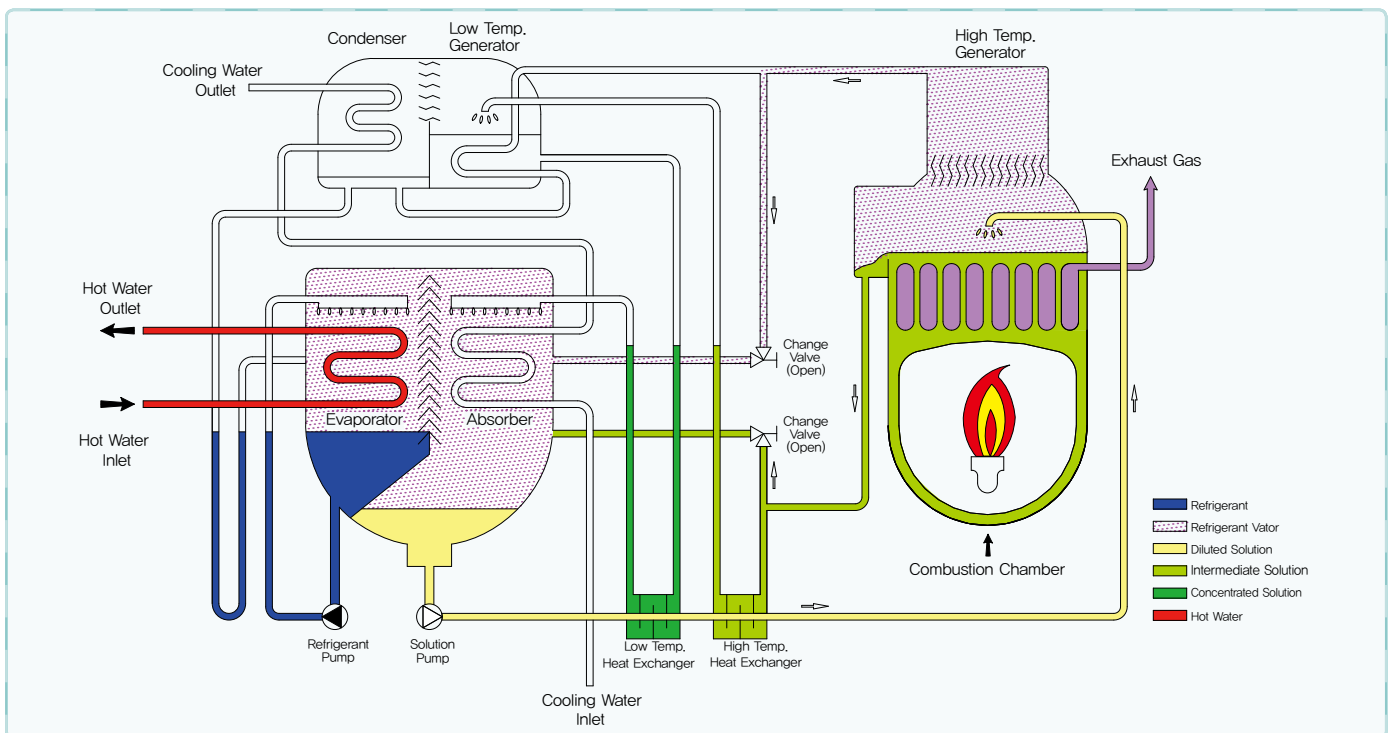 Condenser
Low Temp.
Generator
High Temp.
Generator
Cooling Water
Outlet
Exhaust Gas
Hot Water
Outlet
Change
Valve
(Open)
Evaporator
Absorber
Hot Water
Inlet
Change
Valve
(Open)
Refrigerant
Refrigerant Vator
Diluted Solution
Intermediate Solution
Concentrated Solution
Hot Water
Combustion Chamber
Refrigerant
Pump
Solution
Pump
Low Temp.
Heat Exchanger
High Temp.
Heat Exchanger
Cooling Water
Inlet